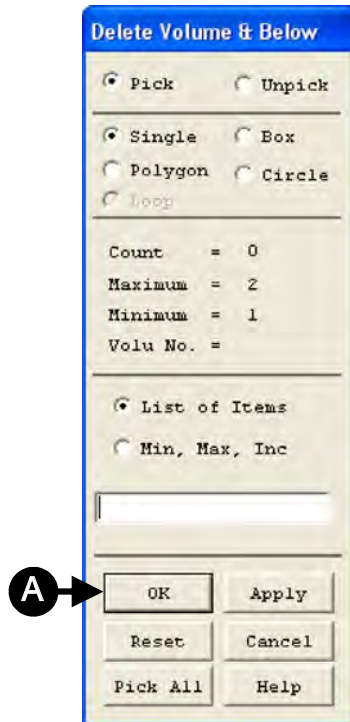 Delete Volume & Below
Pick Unpick
Single Box
Polygon Circle
Loop
Count = 0
Maximum = 2
Minimum = 1
Volu No. =
List of Items
Min, Max, Inc
A OK Apply
Reset Cancel
Pick All Help